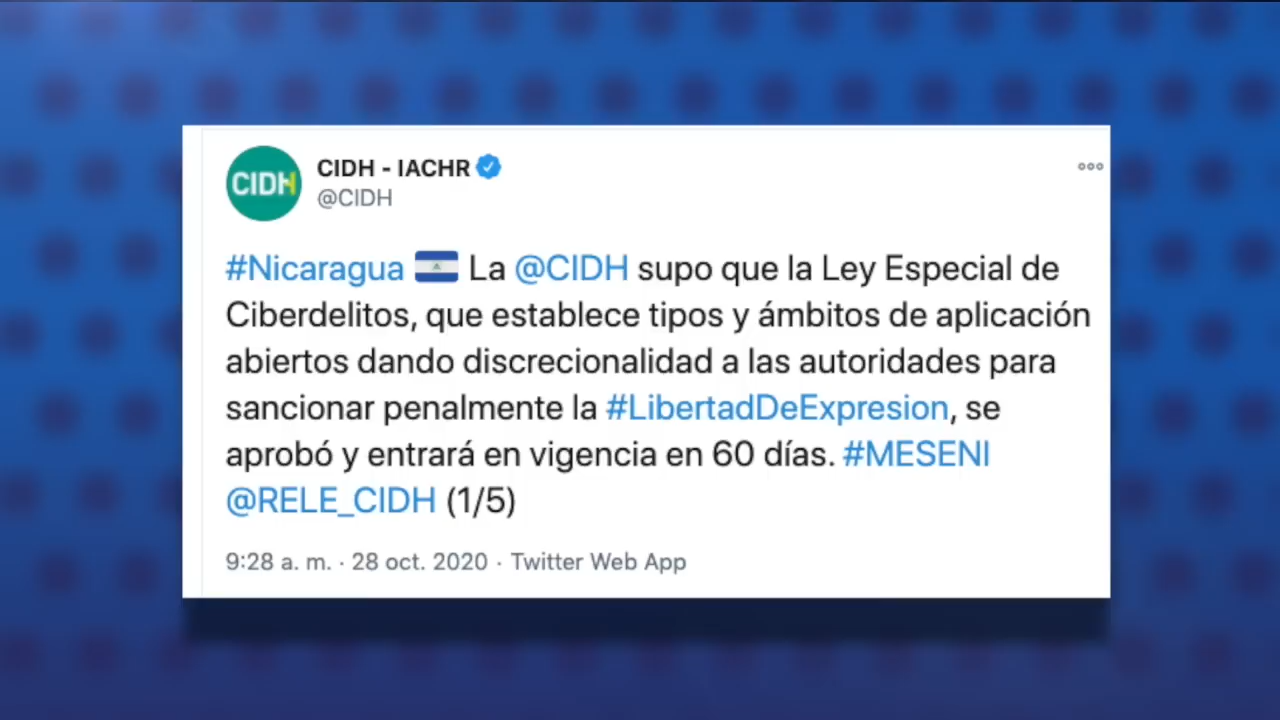 CIDH
CIDH - IACHR
@CIDH
#Nicaragua La @CIDH supo que la Ley Especial de
Ciberdelitos, que establece tipos y ámbitos de aplicación
abiertos dando discrecionalidad a las autoridades para
sancionar penalmente la #LibertadDeExpresion, se
aprobó y entrará en vigencia en 60 días. #MESENI
@RELE_CIDH (1/5)
9:28 a. m. · 28 oct. 2020 · Twitter Web App